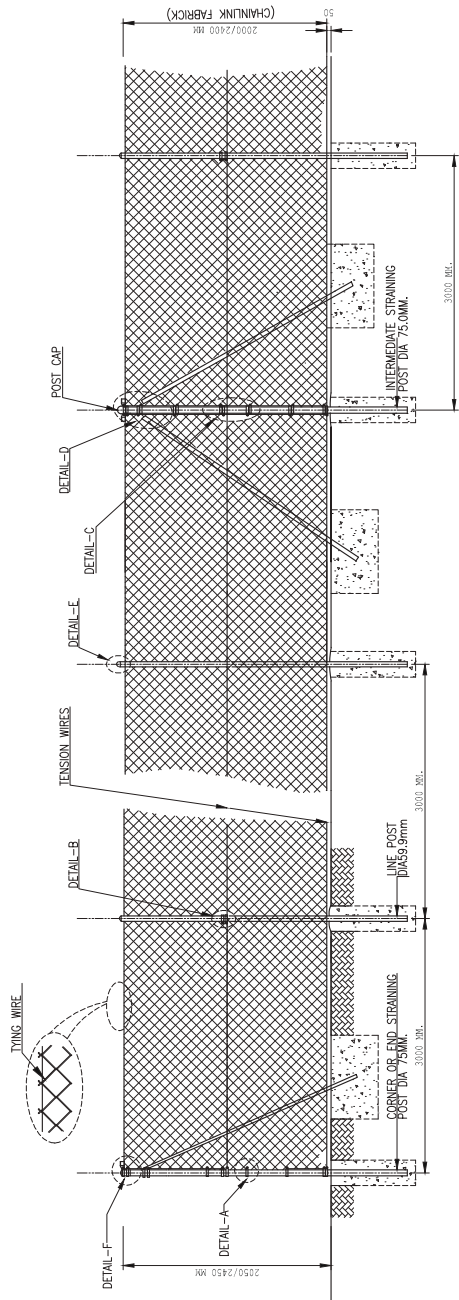 TYING WIRE
DETAIL-B
TENSION WIRES
DETAIL-E
DETAIL-D
POST CAP
DETAIL-C
DETAIL-F
DETAIL-A
2050/2450 MM
2000/2400 MM
(CHAINLINK FABRICK)
50
CORNER OR END STRAINING
POST DIA 75MM.
3000 MM.
LINE POST
DIA59.9mm
3000 MM.
INTERMEDIATE STRAINING
POST DIA 75.0MM.
3000 MM.